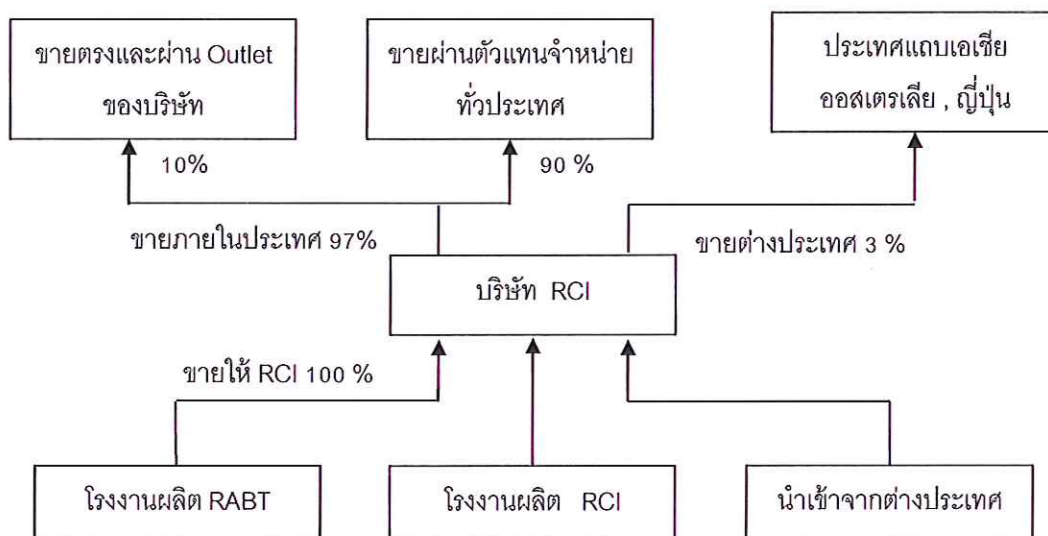 ขายตรงและผ่าน Outlet
ของบริษัท
ขายผ่านตัวแทนจำหน่าย
ทั่วประเทศ
ประเทศแถบเอเชีย
ออสเตรเลีย , ญี่ปุ่น
10%
90 %
ขายภายในประเทศ 97%
ขายต่างประเทศ 3 %
บริษัท RCI
ขายให้ RCI 100 %
โรงงานผลิต RABT
โรงงานผลิต RCI
นำเข้าจากต่างประเทศ